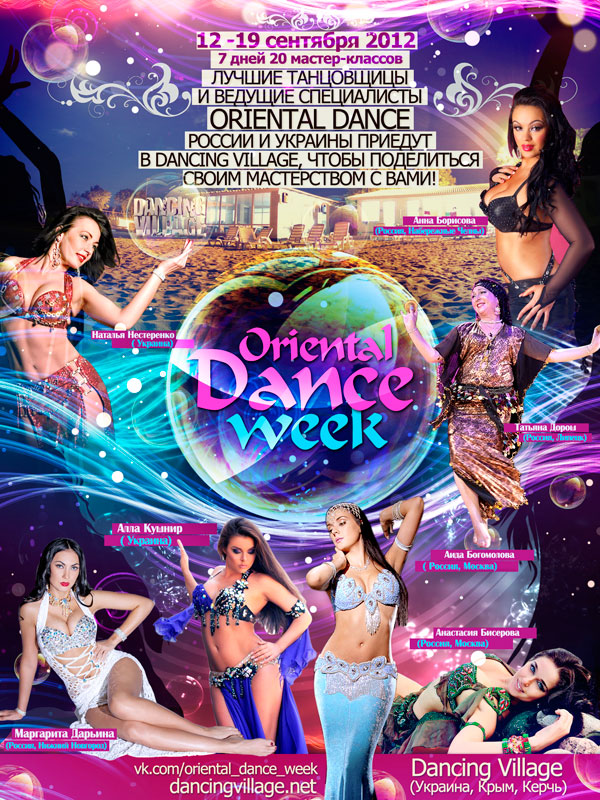 12 -19 сентября 2012
7 дней 20 мастер-классов
ЛУЧШИЕ ТАНЦОВЩИЦЫ
И ВЕДУЩИЕ СПЕЦИАЛИСТЫ
ORIENTAL DANCE
РОССИИ И УКРАИНЫ ПРИЕДУТ
В DANCING VILLAGE, ЧТОБЫ ПОДЕЛИТЬСЯ
СВОИМ МАСТЕРСТВОМ С ВАМИ!
DANCING
VILLAGE
Анна Борисова
(Россия, Набережные Челны)
Наталья Нестеренко
( Украина)
Oriental
Dance
week
Татьяна Дором
(Россия, Липецк)
Алла Кушнир
( Украина)
Аида Богомолова
( Россия, Москва)
Анастасия Бисерова
(Россия, Москва)
Маргарита Дарьина
(Россия, Нижний Новгород)
vk.com/oriental_dance_week
dancingvillage.net
Dancing Village
(Украина, Крым, Керчь)